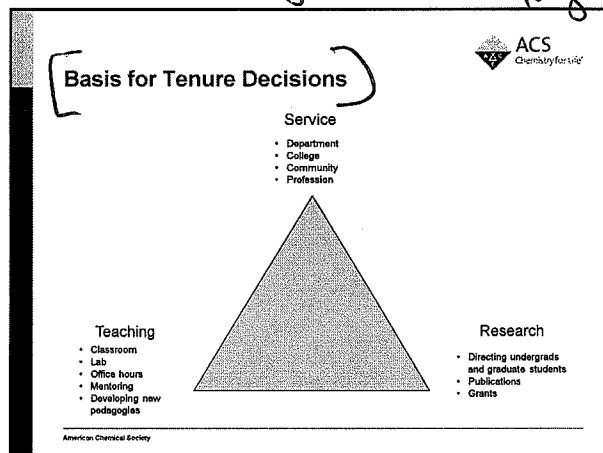 Basis for Tenure Decisions
ACS
Chemistry for Life®
Service
• Department
• College
• Community
• Profession
Teaching
• Classroom
• Lab
• Office hours
• Mentoring
• Developing new
pedagogies
Research
• Directing undergrads
and graduate students
• Publications
• Grants
American Chemical Society